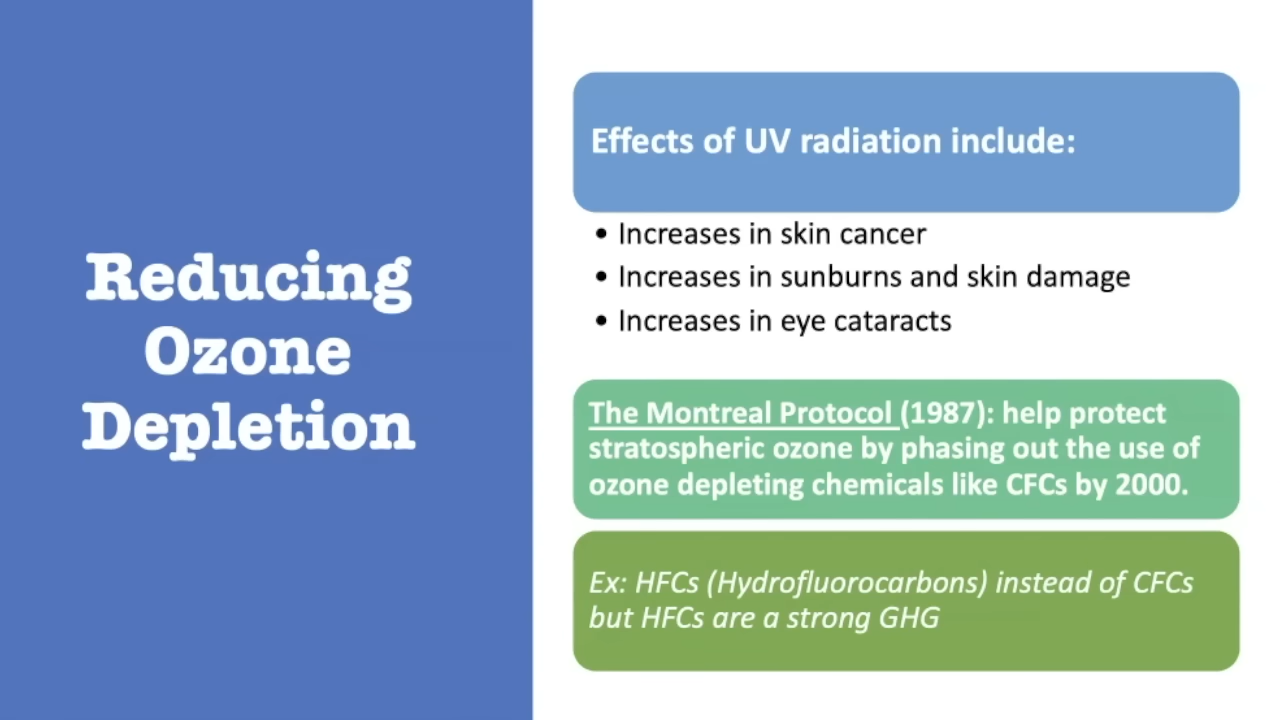 Reducing
Ozone
Depletion
Effects of UV radiation include:
• Increases in skin cancer
• Increases in sunburns and skin damage
• Increases in eye cataracts
The Montreal Protocol (1987): help protect
stratospheric ozone by phasing out the use of
ozone depleting chemicals like CFCs by 2000.
Ex: HFCs (Hydrofluorocarbons) instead of CFCs
but HFCs are a strong GHG